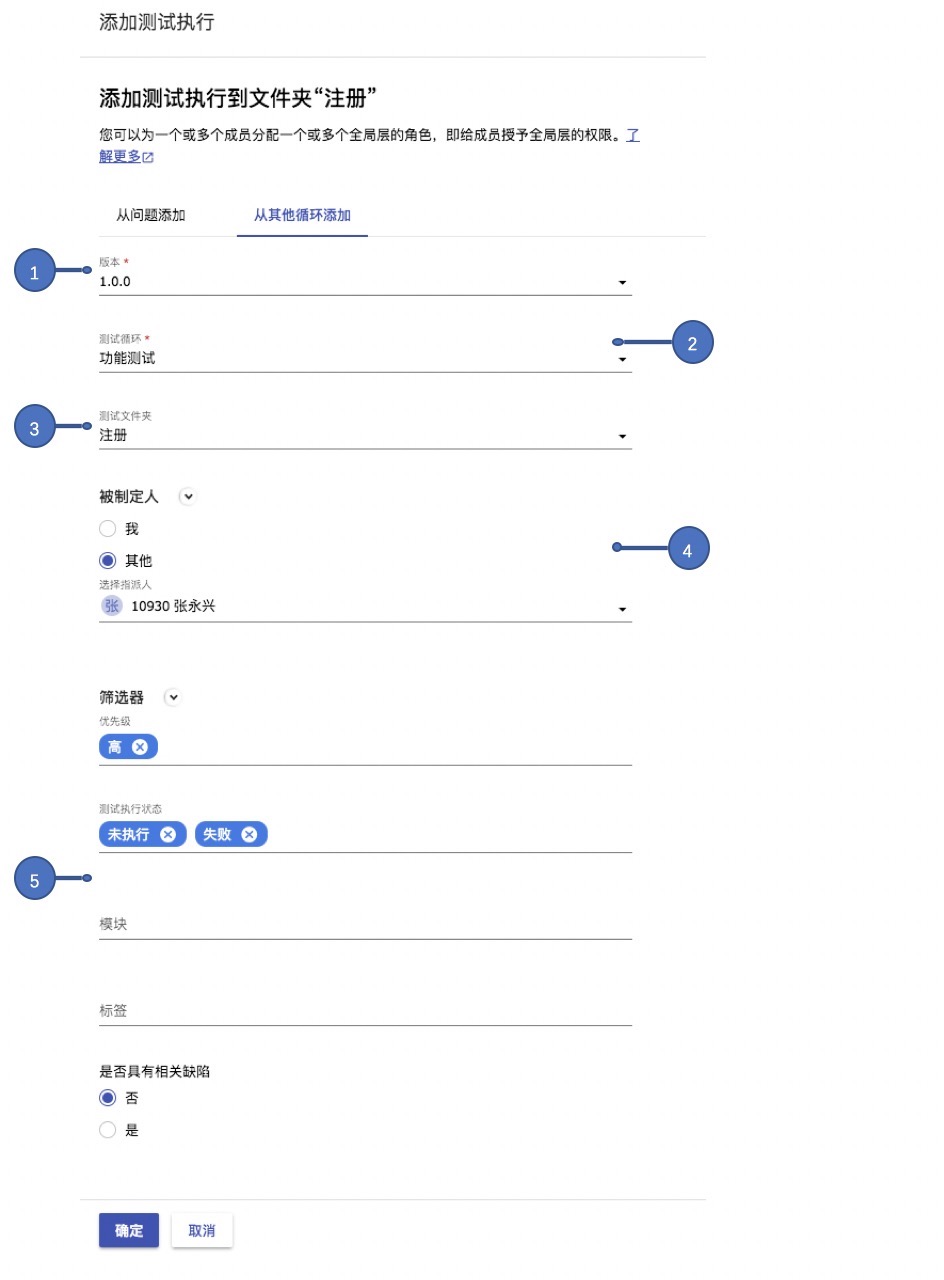 添加测试执行
添加测试执行到文件夹“注册”
您可以为一个或多个成员分配一个或多个全局层的角色，即给成员授予全局层的权限。了
解更多
从问题添加 从其他循环添加
1
版本 *
1.0.0
2
测试循环 *
功能测试
3
测试文件夹
注册
被制定人
我
4
其他
选择指派人
张 10930 张永兴
筛选器
优先级
高
测试执行状态
未执行 失败
5
模块
标签
是否具有相关缺陷
否
是
确定 取消